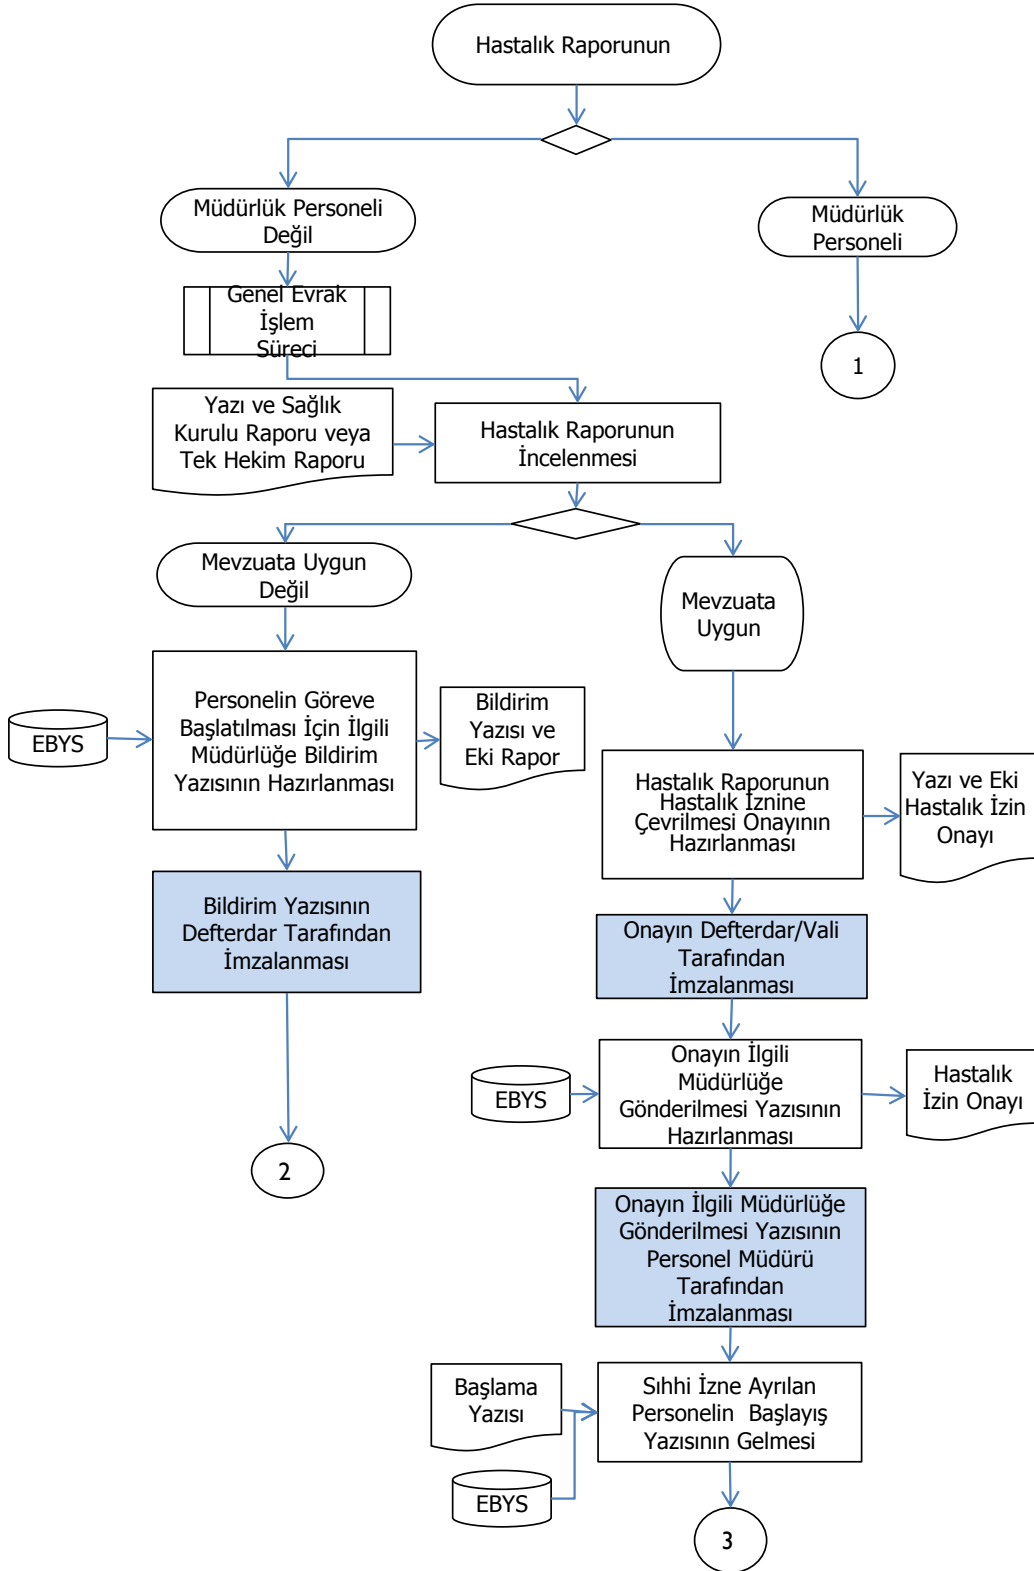 Hastalık Raporunun
Müdürlük Personeli
Değil
Müdürlük
Personeli
Genel Evrak
İşlem
Süreci
1
Yazı ve Sağlık
Kurulu Raporu veya
Tek Hekim Raporu
Hastalık Raporunun
İncelenmesi
Mevzuata Uygun
Değil
Mevzuata
Uygun
EBYS
Personelin Göreve
Başlatılması İçin İlgili
Müdürlüğe Bildirim
Yazısının Hazırlanması
Bildirim
Yazısı ve
Eki Rapor
Hastalık Raporunun
Hastalık İznine
Çevrilmesi Onayının
Hazırlanması
Yazı ve Eki
Hastalık İzin
Onayı
Bildirim Yazısının
Defterdar Tarafından
İmzalanması
Onayın Defterdar/Vali
Tarafından
İmzalanması
EBYS
Onayın İlgili
Müdürlüğe
Gönderilmesi Yazısının
Hazırlanması
Hastalık
İzin Onayı
2
Onayın İlgili Müdürlüğe
Gönderilmesi Yazısının
Personel Müdürü
Tarafından
İmzalanması
Başlama
Yazısı
Sıhhi İzne Ayrılan
Personelin Başlayış
Yazısının Gelmesi
EBYS
3